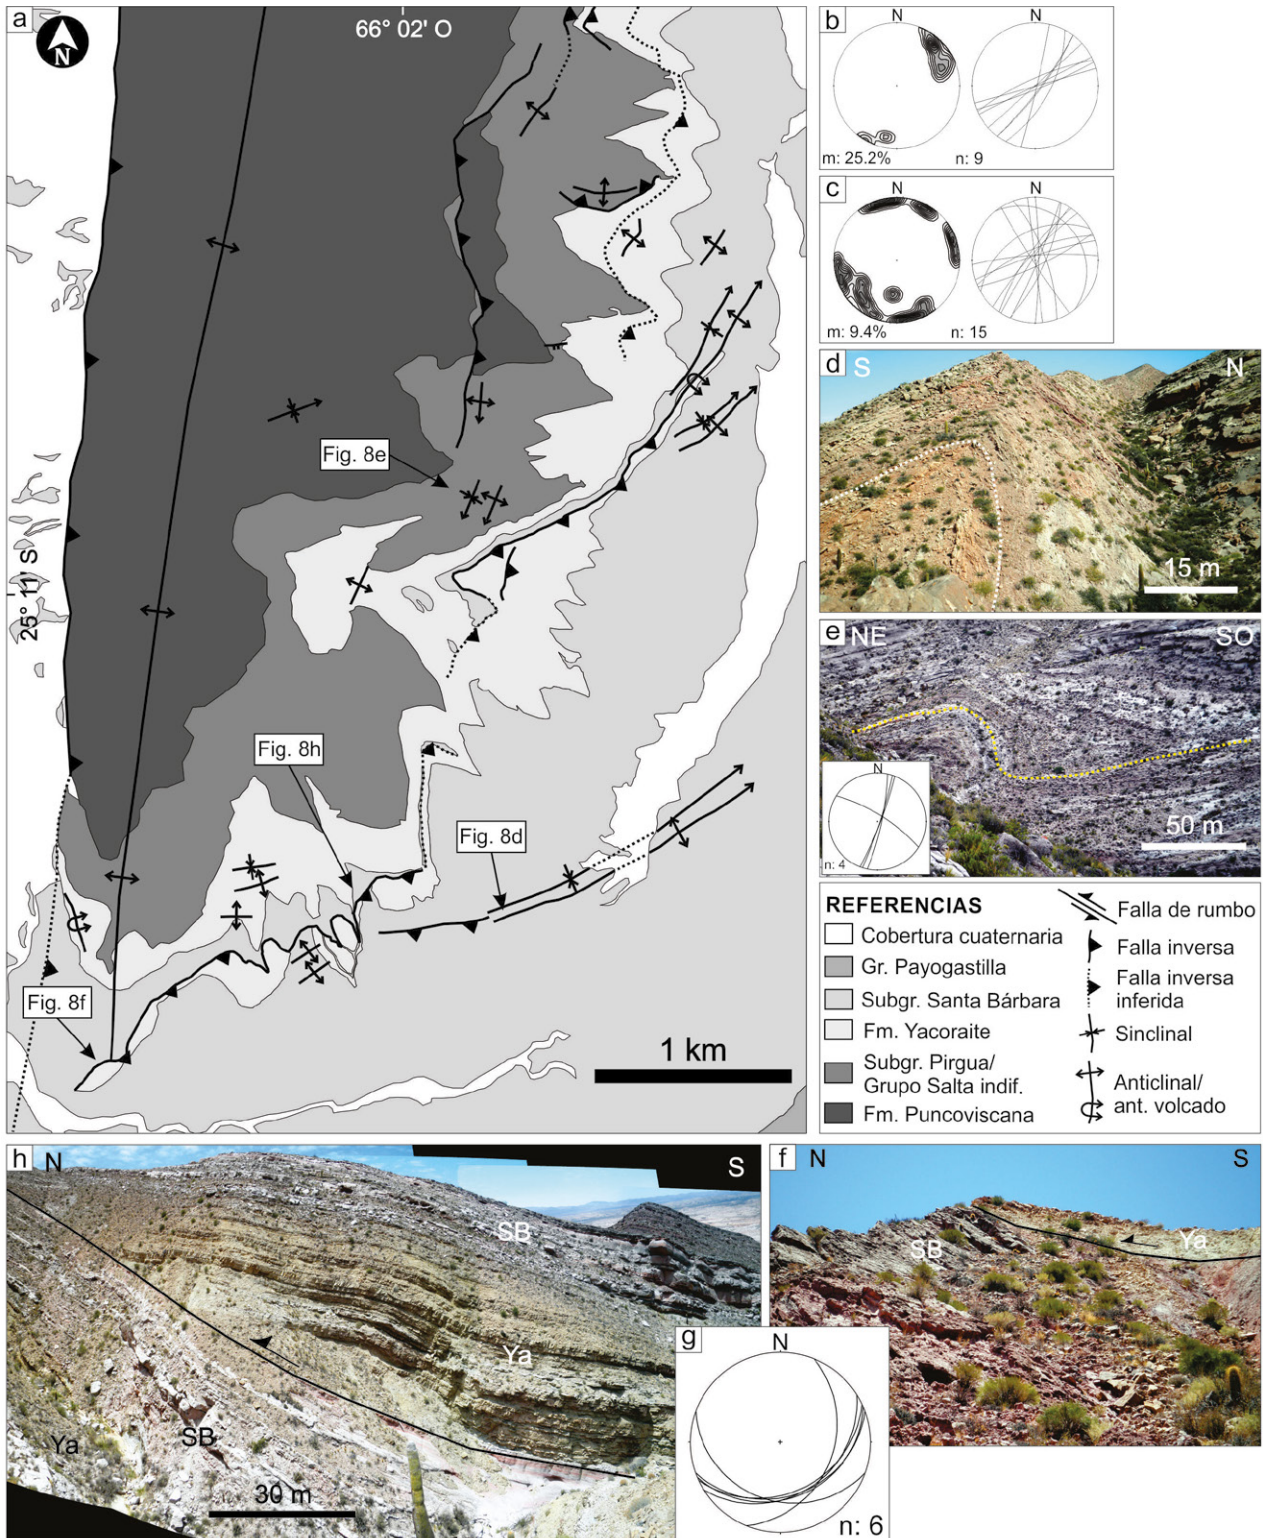 a
N
66° 02' O
25° 11' S
Fig. 8e
Fig. 8h
Fig. 8d
Fig. 8f
1 km
b
N
N
m: 25.2%
n: 9
c
N
N
m: 9.4%
n: 15
d
S
N
15 m
e
NE
SO
N
n: 4
50 m
REFERENCIAS
Cobertura cuaternaria
Gr. Payogastilla
Subgr. Santa Bárbara
Fm. Yacoraite
Subgr. Pirgua/
Grupo Salta indif.
Fm. Puncoviscana
Falla de rumbo
Falla inversa
Falla inversa
inferida
Sinclinal
Anticlinal/
ant. volcado
h
N
S
SB
Ya
SB
Ya
30 m
g
N
n: 6
f
N
S
SB
Ya